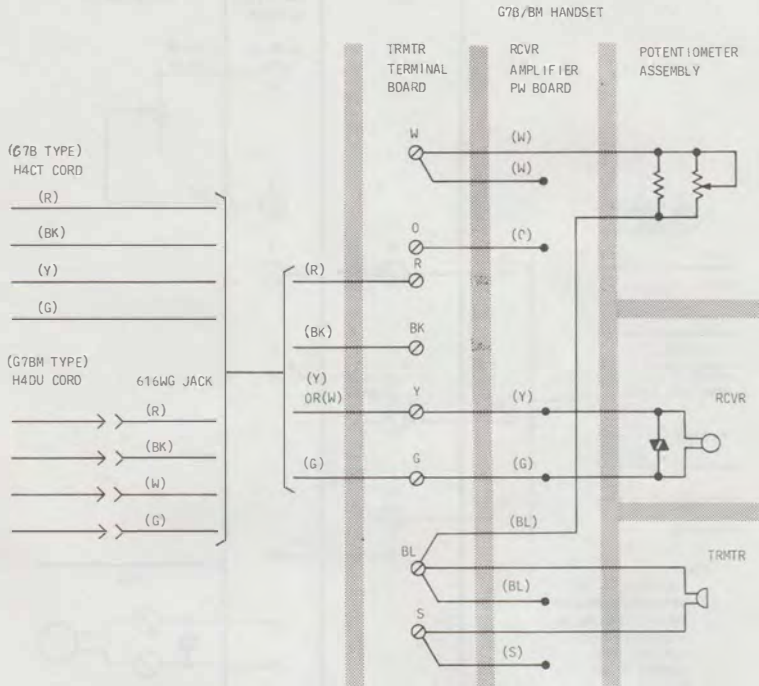 G7B/BM HANDSET
TRMTR
TERMINAL
BOARD
RCVR
AMPLIFIER
PW BOARD
POTENTIOMETER
ASSEMBLY
(G7B TYPE)
H4CT CORD
(R)
(BK)
(Y)
(G)
(G7BM TYPE)
H4DU CORD
616WG JACK
(R)
(BK)
(W)
(G)
(R)
(BK)
(Y)
OR(W)
(G)
W
(W)
(W)
O
(O)
R
BK
Y
(Y)
G
(G)
RCVR
(BL)
BL
(BL)
TRMTR
S
(S)